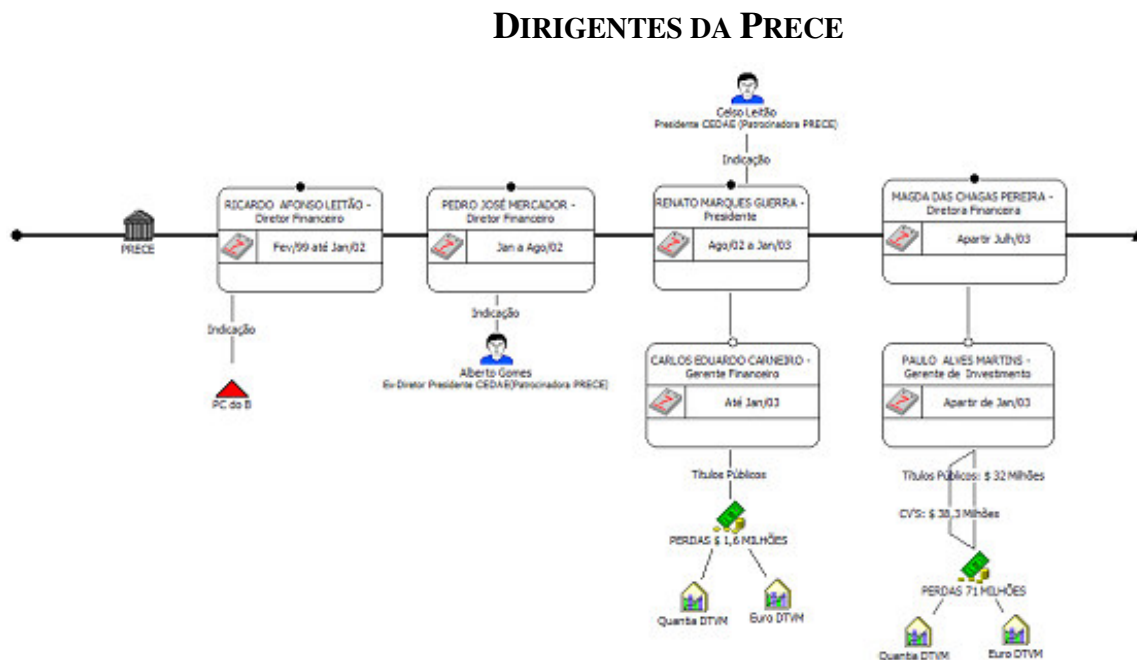 DIRIGENTES DA PRECE
Celso Leitão
Presidente CEDAE (Patrocinadora PRECE)
Indicação
PRECE
RICARDO AFONSO LEITÃO -
Diretor Financeiro
Fev/99 até Jan/02
Indicação
PC do B
PEDRO JOSÉ MERCADOR -
Diretor Financeiro
Jan a Ago/02
Indicação
Alberto Gomes
Ex-Diretor Presidente CEDAE(Patrocinadora PRECE)
RENATO MARQUES GUERRA -
Presidente
Ago/02 a Jan/03
CARLOS EDUARDO CARNEIRO -
Gerente Financeiro
Até Jan/03
Títulos Públicos
PERDAS $ 1,6 MILHÕES
Quantia DTVM
Euro DTVM
MAGDA DAS CHAGAS PEREIRA -
Diretora Financeira
Apartir Julh/03
PAULO ALVES MARTINS -
Gerente de Investimento
Apartir de Jan/03
Títulos Públicos: $ 32 Milhões
CV'S: $ 38,3 Milhões
PERDAS 71 MILHÕES
Quantia DTVM
Euro DTVM